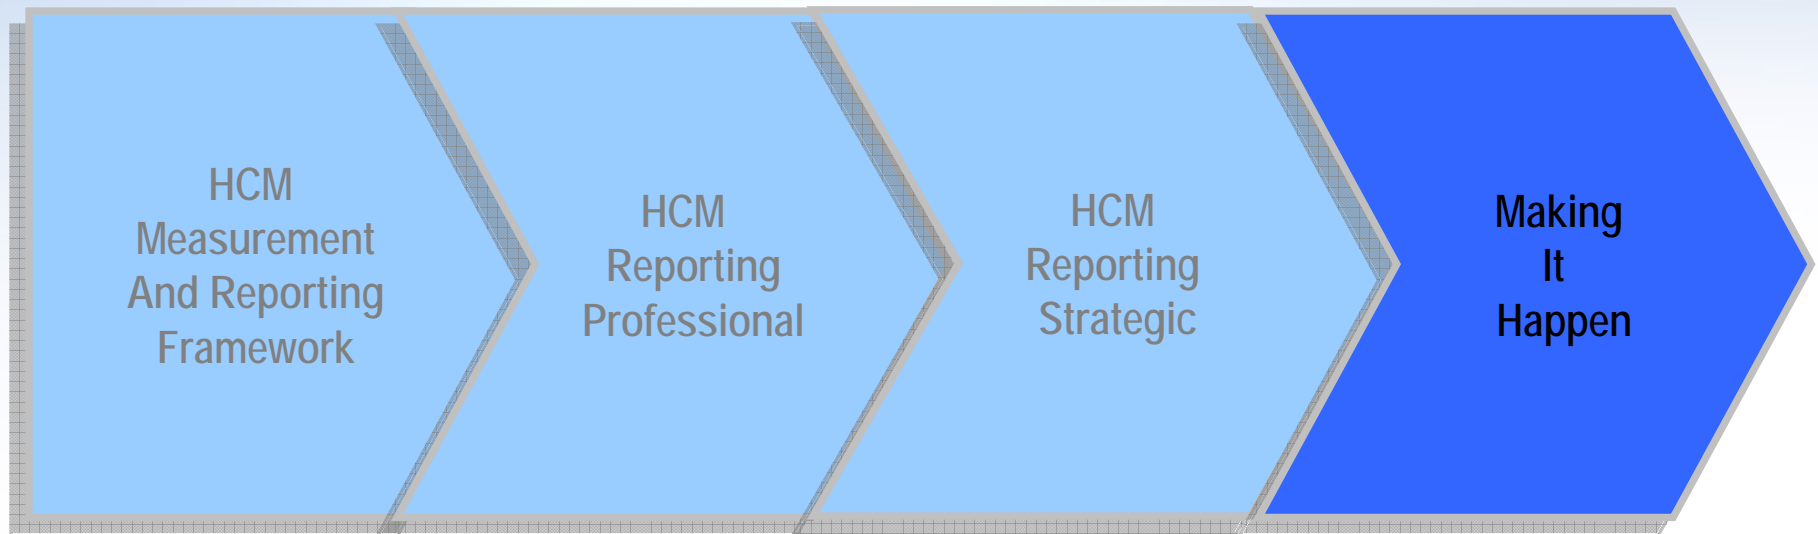 HCM
Measurement
And Reporting
Framework
HCM
Reporting
Professional
HCM
Reporting
Strategic
Making
It
Happen